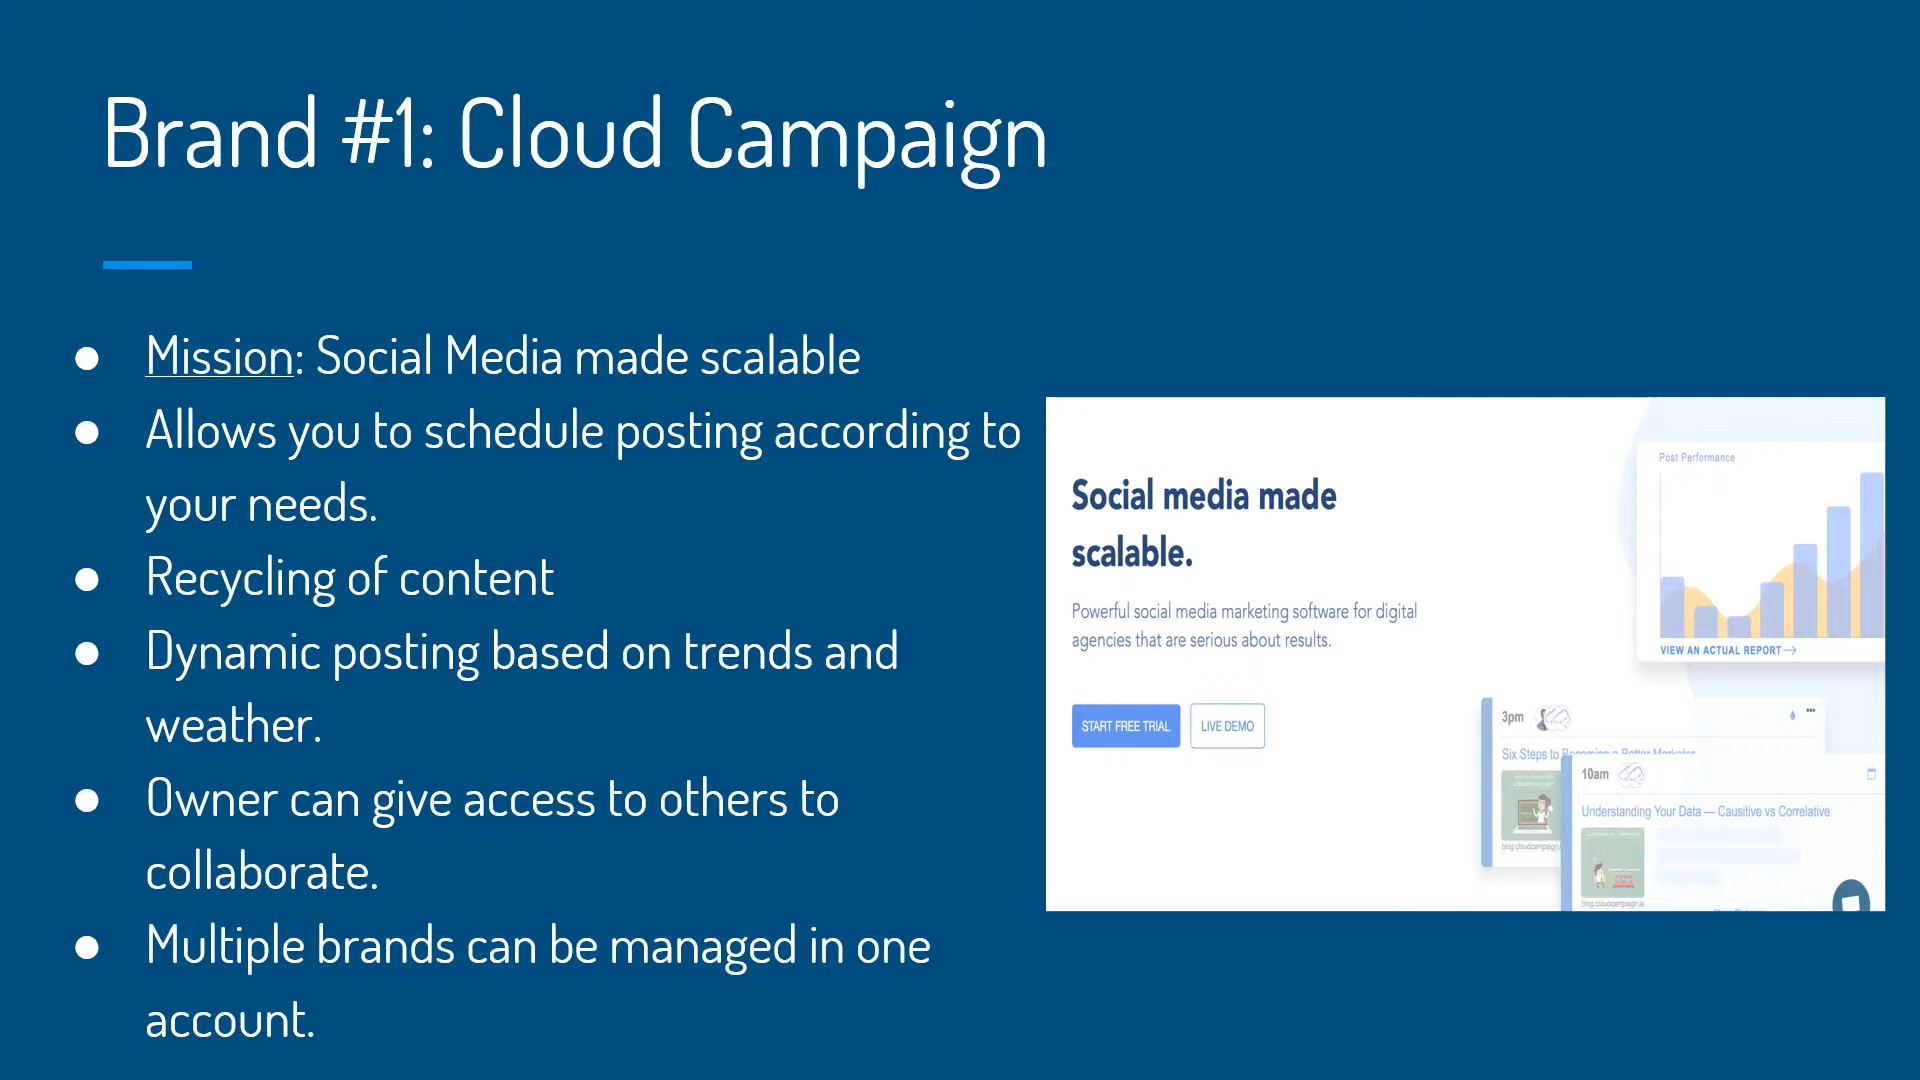 Brand #1: Cloud Campaign
● Mission: Social Media made scalable
● Allows you to schedule posting according to
your needs.
● Recycling of content
● Dynamic posting based on trends and
weather.
● Owner can give access to others to
collaborate.
● Multiple brands can be managed in one
account.
Social media made
scalable.
Powerful social media marketing software for digital
agencies that are serious about results.
START FREE TRIAL
LIVE DEMO
Post Performance
VIEW AN ACTUAL REPORT→
3pm
Six Steps to Becoming a Better Marketer
10am
Understanding Your Data — Causitive vs Correlative
blog.cloudcampaign.
blog.cloudcampaign.io